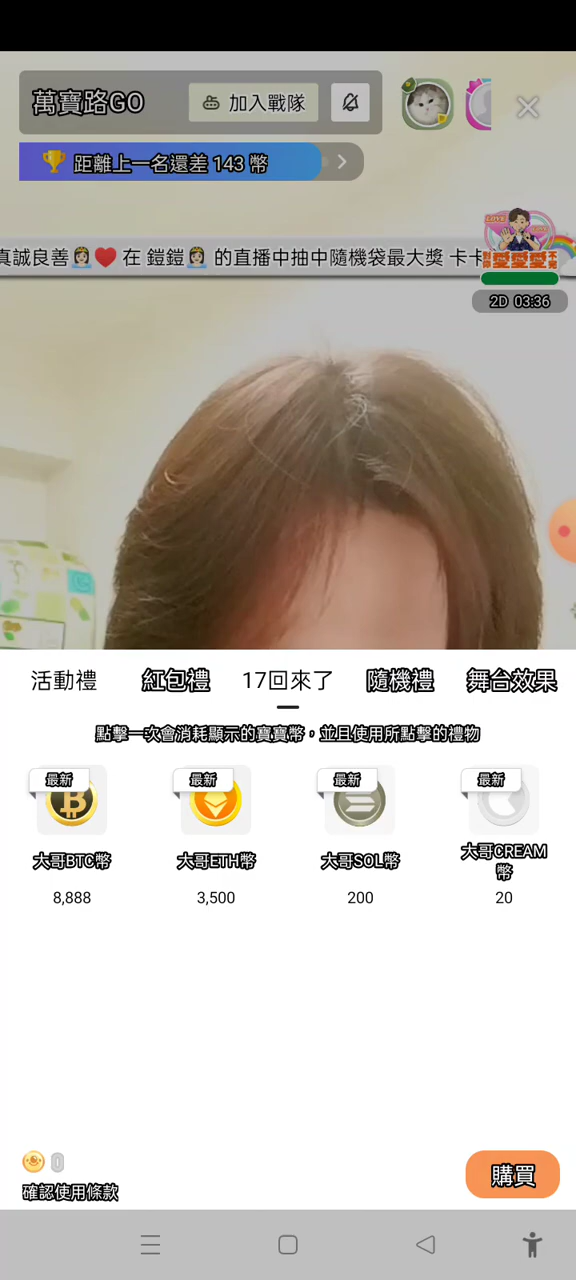 萬寶路GO
加入戰隊
距離上一名還差 143 幣
真誠良善👸🏻❤️ 在 鎧鎧👸🏻 的直播中抽中隨機袋最大獎 卡卡
愛愛愛
2D 03:36
活動禮 紅包禮 17回來了 隨機禮 舞台效果
點擊一次會消耗顯示的寶寶幣，並且使用所點擊的禮物
最新 最新 最新 最新
大哥BTC幣 大哥ETH幣 大哥SOL幣 大哥CREAM幣
8,888 3,500 200 20
0
確認使用條款
購買